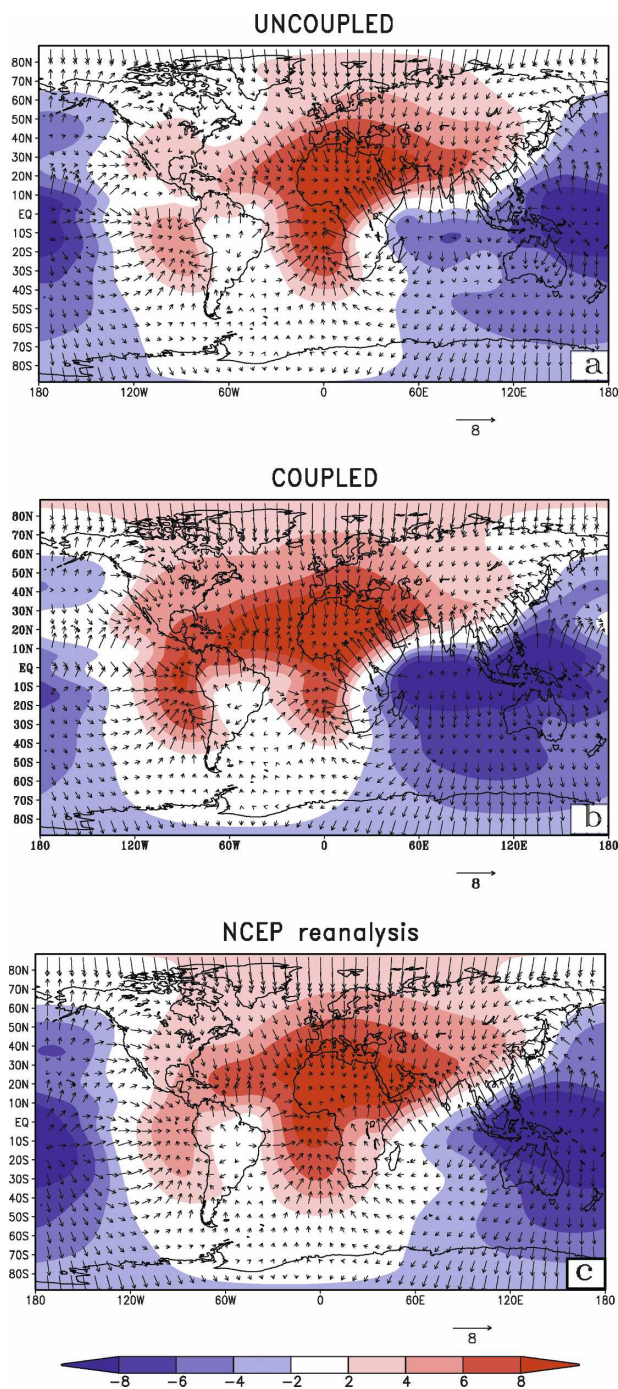 UNCOUPLED
80N
70N
60N
50N
40N
30N
20N
10N
EQ
10S
20S
30S
40S
50S
60S
70S
80S
a
180 120W 60W 0 60E 120E 180
8
COUPLED
80N
70N
60N
50N
40N
30N
20N
10N
EQ
10S
20S
30S
40S
50S
60S
70S
80S
b
180 120W 60W 0 60E 120E 180
8
NCEP reanalysis
80N
70N
60N
50N
40N
30N
20N
10N
EQ
10S
20S
30S
40S
50S
60S
70S
80S
c
180 120W 60W 0 60E 120E 180
8
-8 -6 -4 -2 2 4 6 8